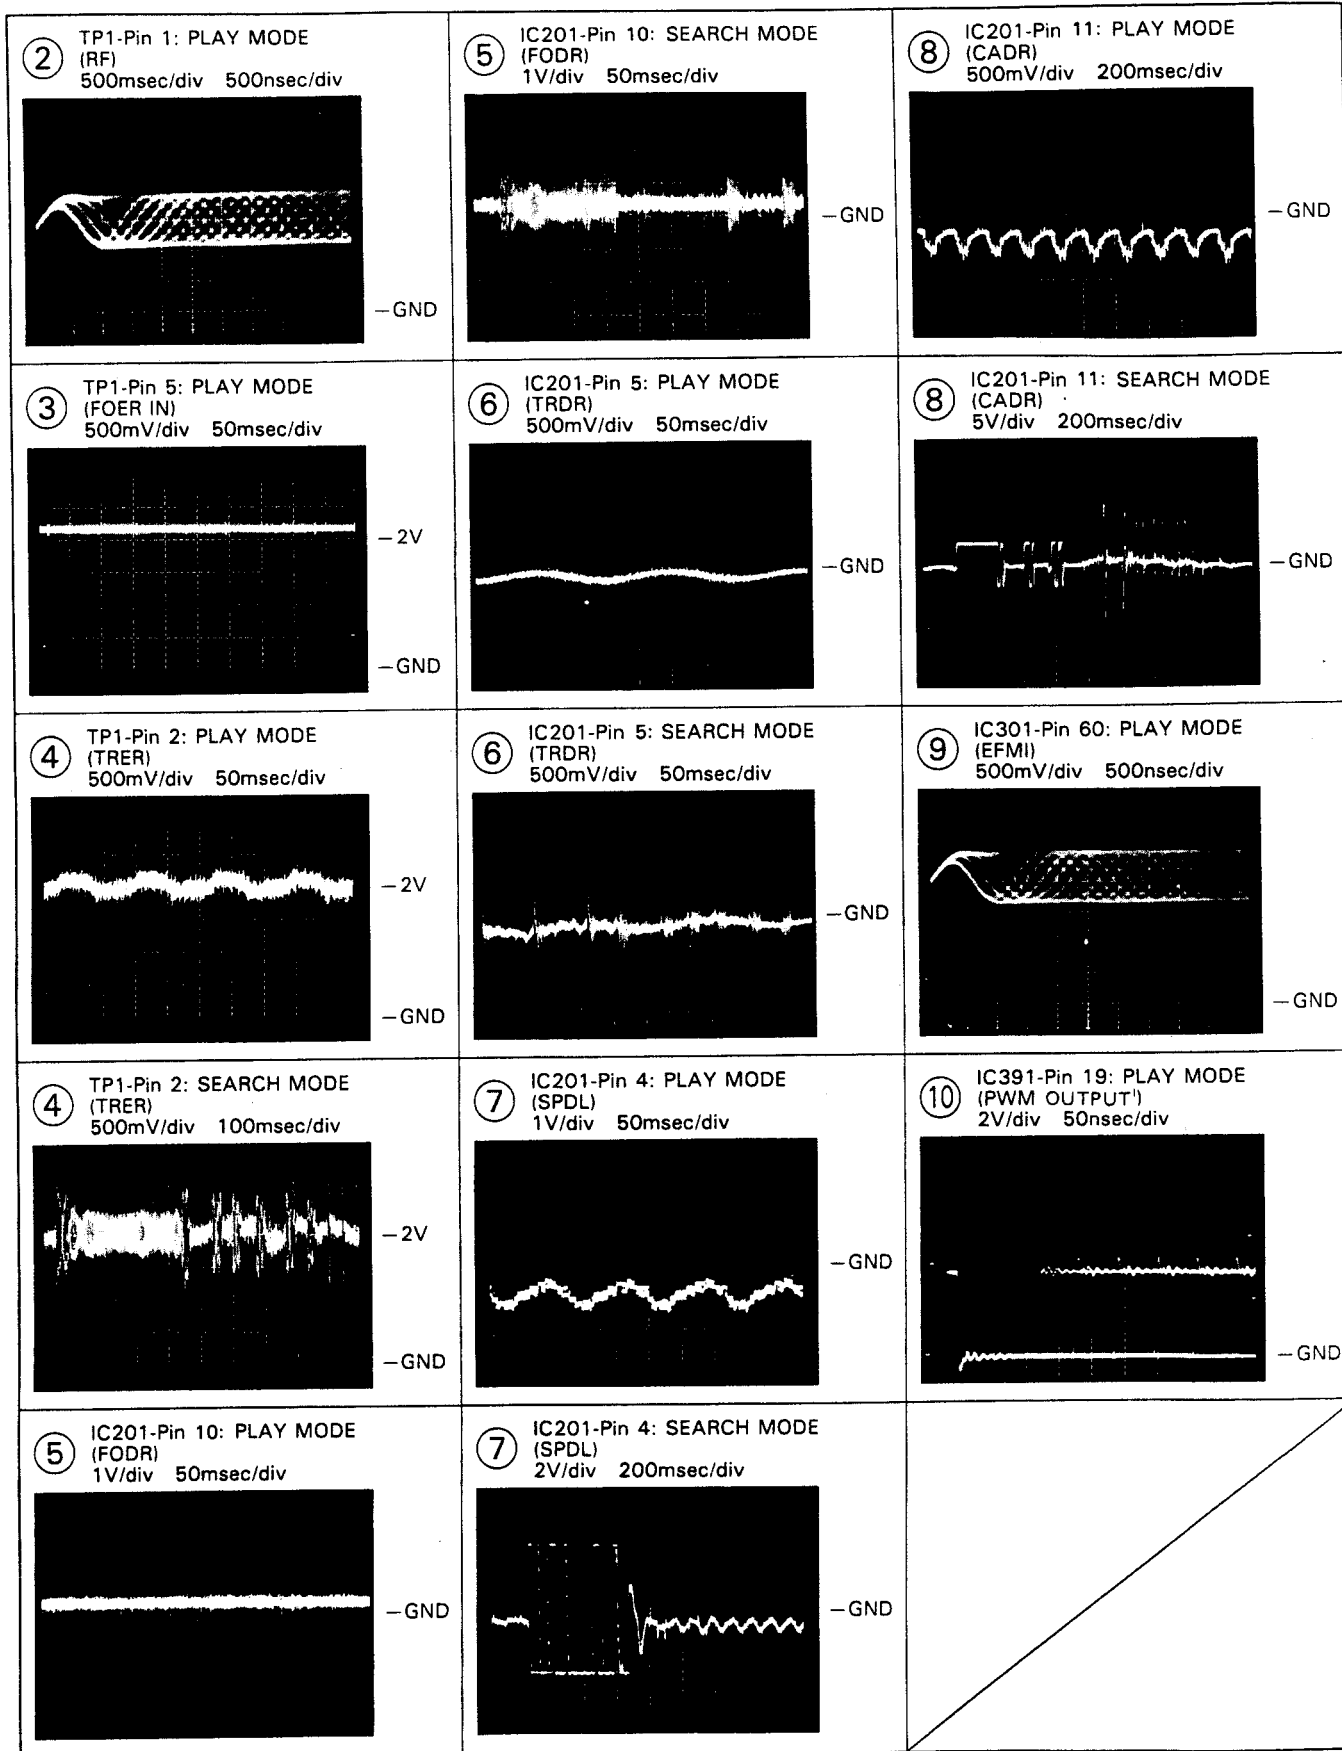 ② TP1-Pin 1: PLAY MODE
(RF)
500msec/div 500nsec/div
–GND
③ TP1-Pin 5: PLAY MODE
(FOER IN)
500mV/div 50msec/div
–2V
–GND
④ TP1-Pin 2: PLAY MODE
(TRER)
500mV/div 50msec/div
–2V
–GND
④ TP1-Pin 2: SEARCH MODE
(TRER)
500mV/div 100msec/div
–2V
–GND
⑤ IC201-Pin 10: PLAY MODE
(FODR)
1V/div 50msec/div
–GND
⑤ IC201-Pin 10: SEARCH MODE
(FODR)
1V/div 50msec/div
–GND
⑥ IC201-Pin 5: PLAY MODE
(TRDR)
500mV/div 50msec/div
–GND
⑥ IC201-Pin 5: SEARCH MODE
(TRDR)
500mV/div 50msec/div
–GND
⑦ IC201-Pin 4: PLAY MODE
(SPDL)
1V/div 50msec/div
–GND
⑦ IC201-Pin 4: SEARCH MODE
(SPDL)
2V/div 200msec/div
–GND
⑧ IC201-Pin 11: PLAY MODE
(CADR)
500mV/div 200msec/div
–GND
⑧ IC201-Pin 11: SEARCH MODE
(CADR)
5V/div 200msec/div
–GND
⑨ IC301-Pin 60: PLAY MODE
(EFMI)
500mV/div 500nsec/div
–GND
⑩ IC391-Pin 19: PLAY MODE
(PWM OUTPUT)
2V/div 50nsec/div
–GND